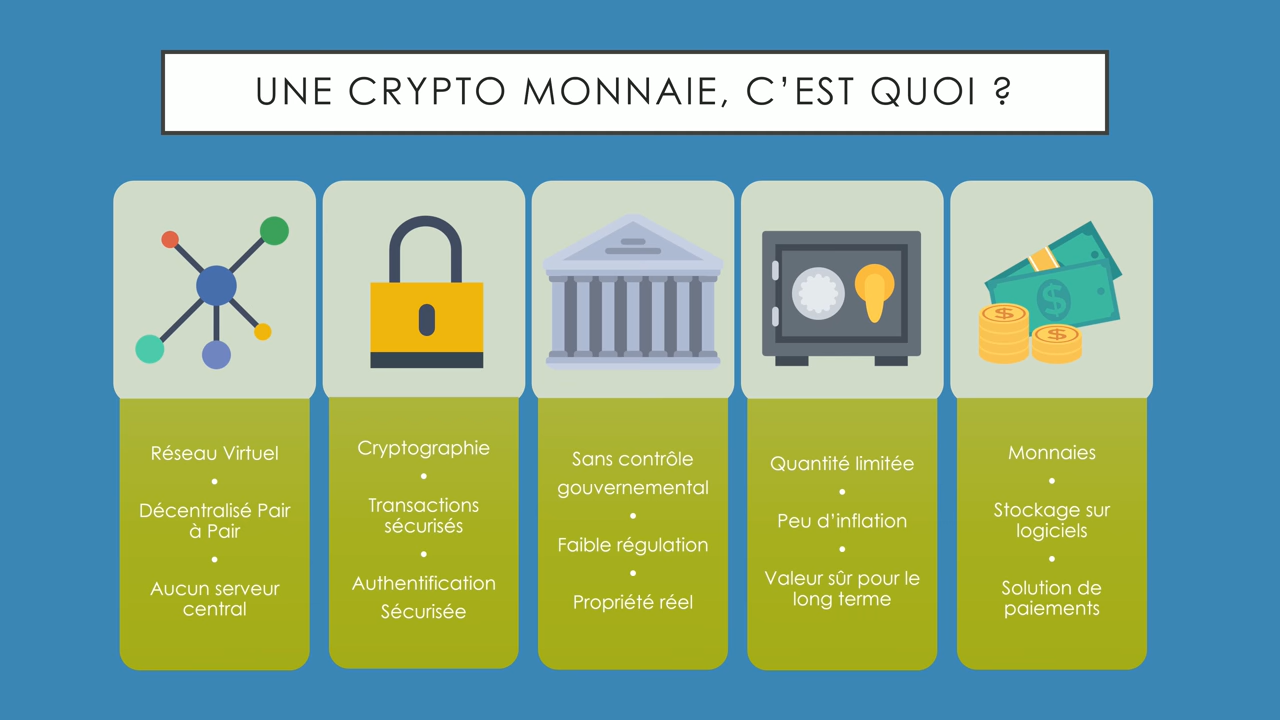 UNE CRYPTO MONNAIE, C'EST QUOI ?
Réseau Virtuel
•
Décentralisé Pair
à Pair
•
Aucun serveur
central
Cryptographie
•
Transactions
sécurisés
•
Authentification
Sécurisée
Sans contrôle
gouvernemental
•
Faible régulation
•
Propriété réel
Quantité limitée
•
Peu d'inflation
•
Valeur sûr pour le
long terme
$
$
$
Monnaies
•
Stockage sur
logiciels
•
Solution de
paiements